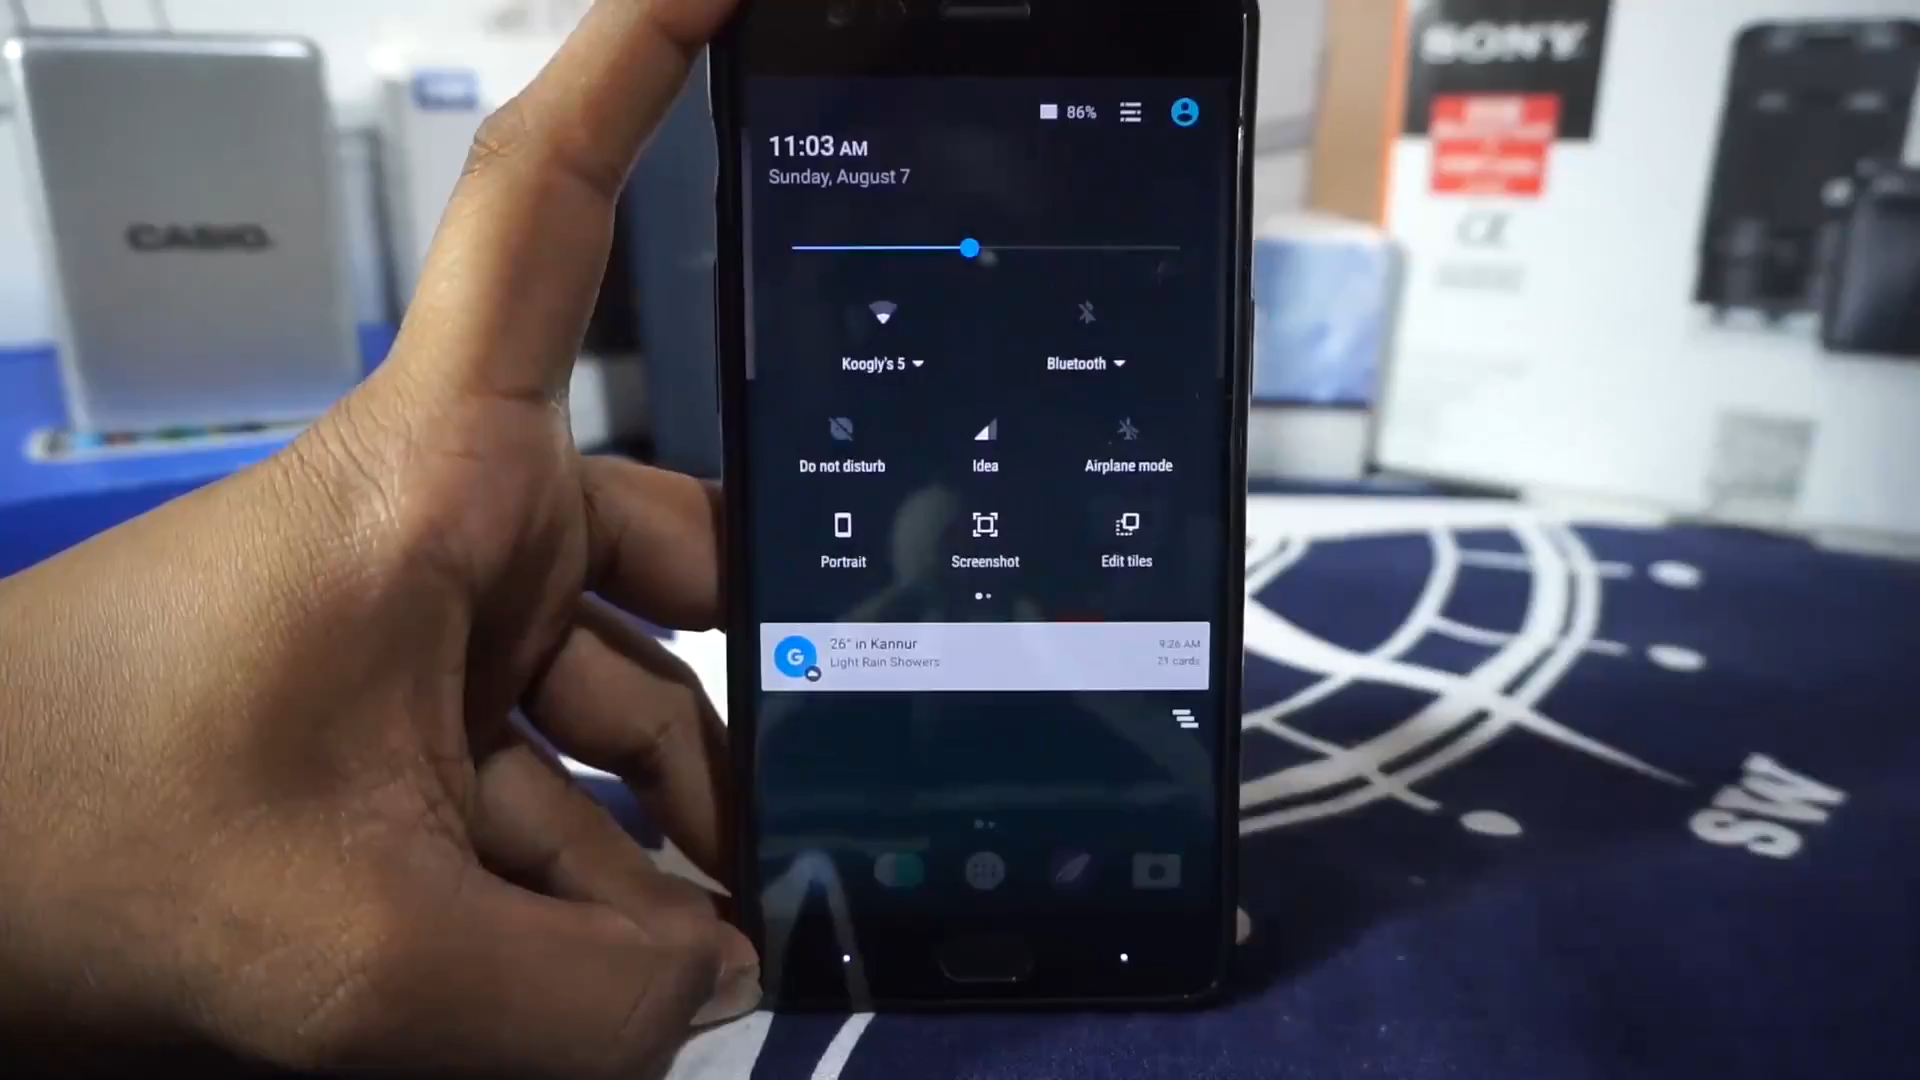 CASIO
SONY
α
86%
11:03 AM
Sunday, August 7
Koogly's 5
Bluetooth
Do not disturb
Idea
Airplane mode
Portrait
Screenshot
Edit tiles
G
26° in Kannur
9:26 AM
Light Rain Showers
21 cards
SW